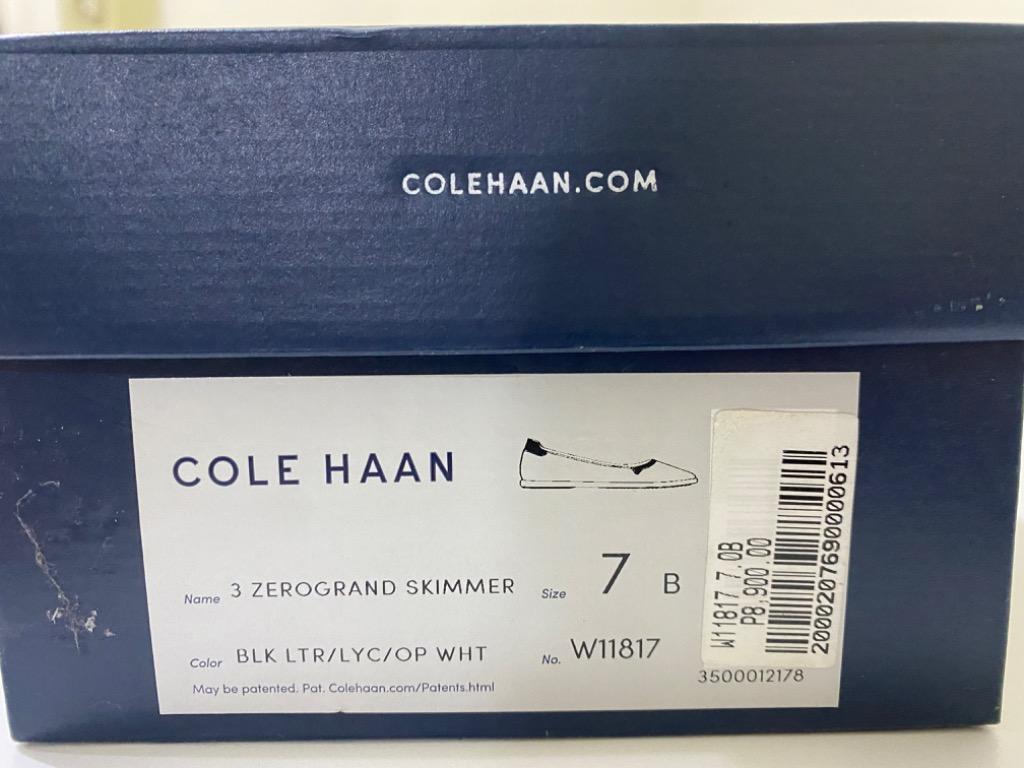 COLEHAAN.COM
COLE HAAN
Name 3 ZEROGRAND SKIMMER Size 7 B
Color BLK LTR/LYC/OP WHT No. W11817
May be patented. Pat. Colehaan.com/Patents.html
3500012178
W11817 7.0B
P8,900.00
2000207690000613